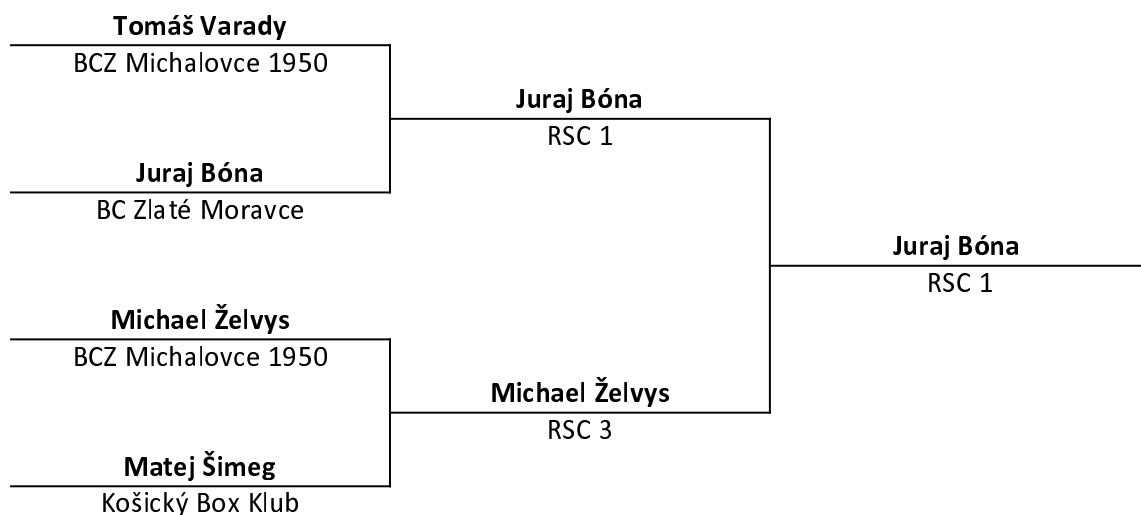 Tomáš Varady
BCZ Michalovce 1950
Juraj Bóna
RSC 1
Juraj Bóna
BC Zlaté Moravce
Juraj Bóna
RSC 1
Michael Želvys
BCZ Michalovce 1950
Michael Želvys
RSC 3
Matej Šimeg
Košický Box Klub